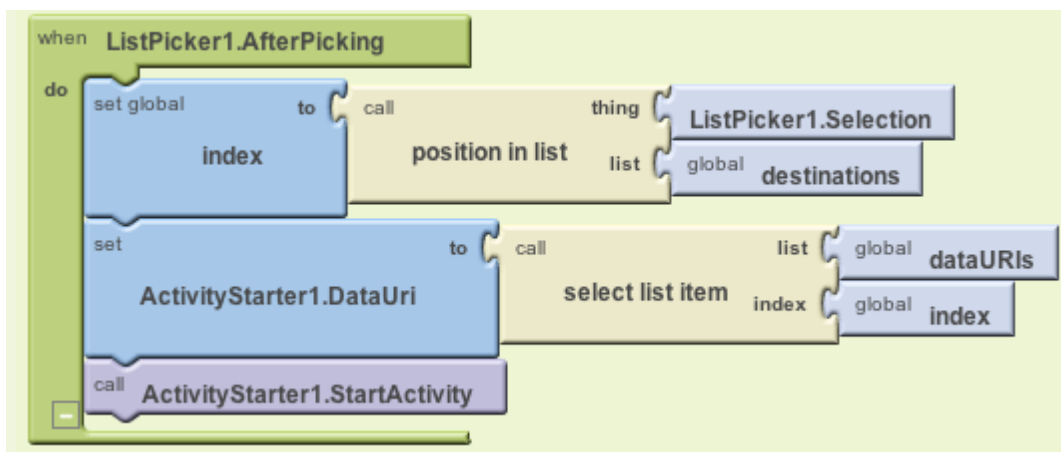 when ListPicker1.AfterPicking
do
set global index to call position in list thing ListPicker1.Selection
list global destinations
set ActivityStarter1.DataUri to call select list item list global dataURIs
index global index
call ActivityStarter1.StartActivity